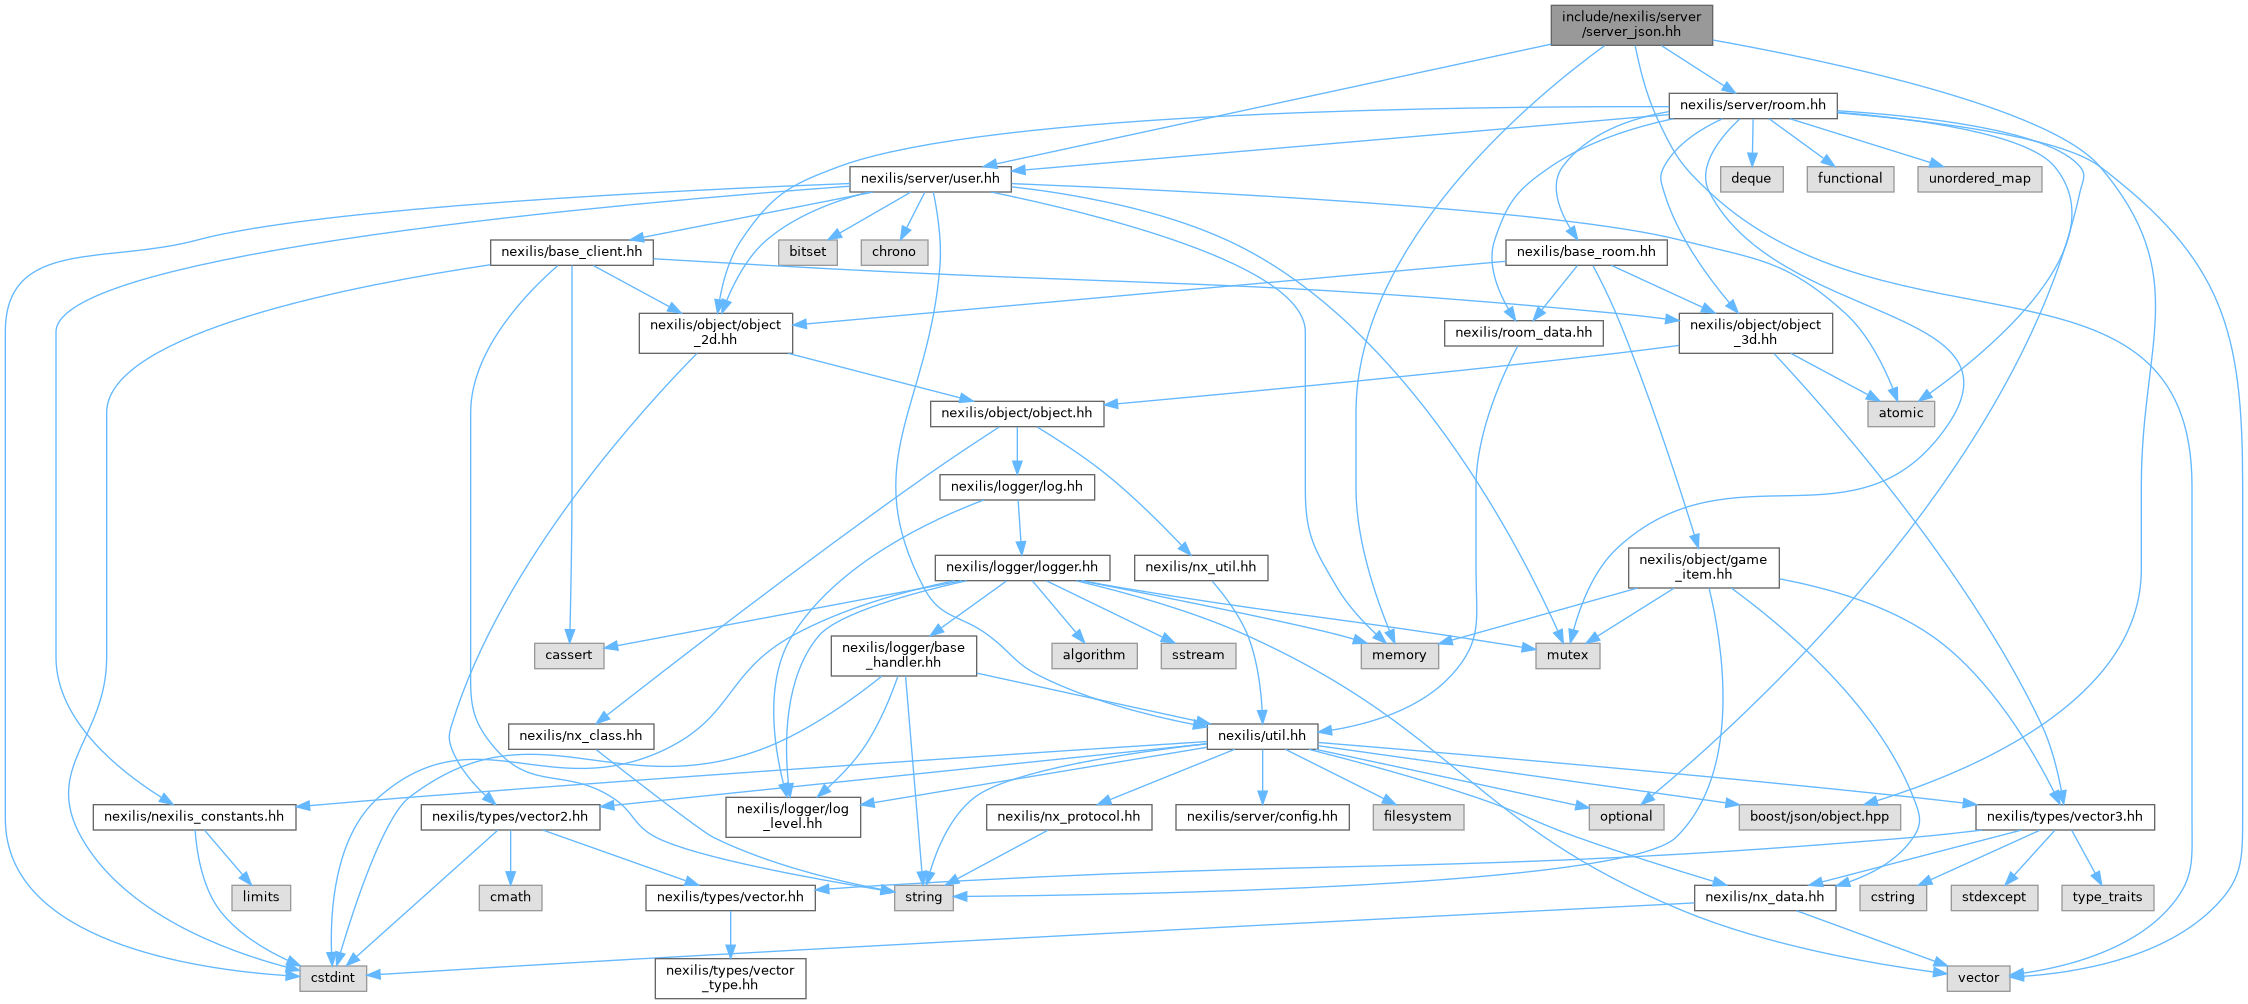 include/nexilis/server
/server_json.hh
nexilis/server/room.hh
nexilis/server/user.hh
deque
functional
unordered_map
nexilis/base_client.hh
bitset
chrono
nexilis/base_room.hh
nexilis/object/object
_2d.hh
nexilis/room_data.hh
nexilis/object/object
_3d.hh
nexilis/object/object.hh
atomic
nexilis/logger/log.hh
nexilis/logger/logger.hh
nexilis/nx_util.hh
nexilis/object/game
_item.hh
cassert
nexilis/logger/base
_handler.hh
algorithm
sstream
memory
mutex
nexilis/nx_class.hh
nexilis/util.hh
nexilis/nexilis_constants.hh
nexilis/types/vector2.hh
nexilis/logger/log
_level.hh
nexilis/nx_protocol.hh
nexilis/server/config.hh
filesystem
optional
boost/json/object.hpp
nexilis/types/vector3.hh
limits
cmath
nexilis/types/vector.hh
string
nexilis/nx_data.hh
cstring
stdexcept
type_traits
cstdint
nexilis/types/vector
_type.hh
vector